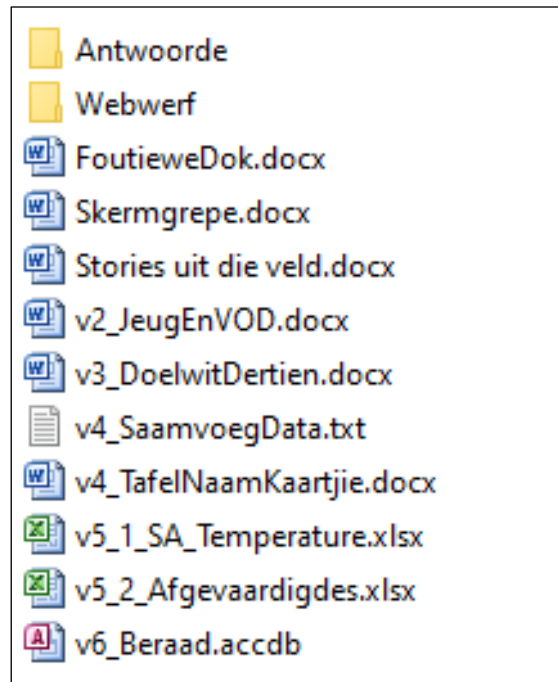 Antwoorde
Webwerf
FoutieweDok.docx
Skermgrepe.docx
Stories uit die veld.docx
v2_JeugEnVOD.docx
v3_DoelwitDertien.docx
v4_SaamvoegData.txt
v4_TafelNaamKaartjie.docx
v5_1_SA_Temperature.xlsx
v5_2_Afgevaardigdes.xlsx
v6_Beraad.accdb